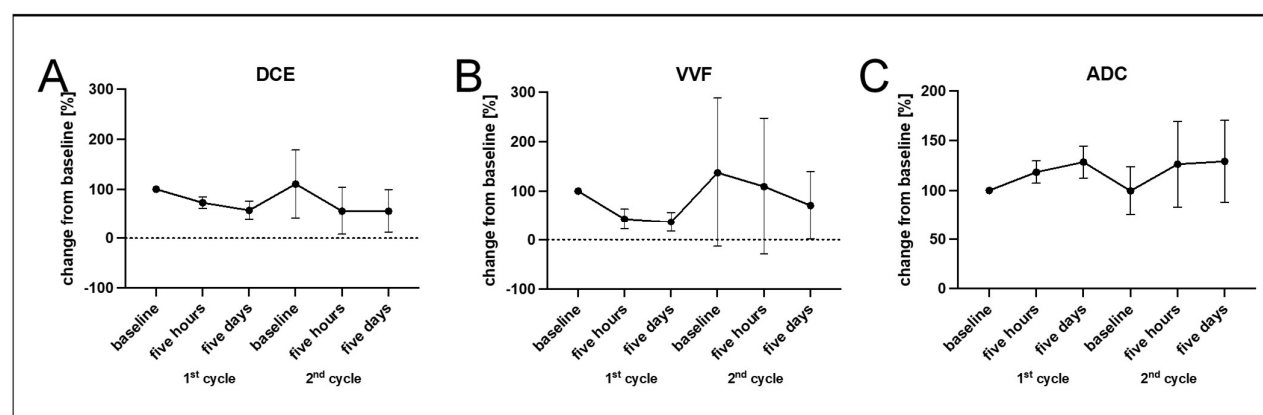 A
DCE
change from baseline [%]
300
200
100
0
-100
baseline
five hours
five days
baseline
five hours
five days
1st cycle
2nd cycle
B
VVF
change from baseline [%]
300
200
100
0
-100
baseline
five hours
five days
baseline
five hours
five days
1st cycle
2nd cycle
C
ADC
change from baseline [%]
200
150
100
50
0
baseline
five hours
five days
baseline
five hours
five days
1st cycle
2nd cycle